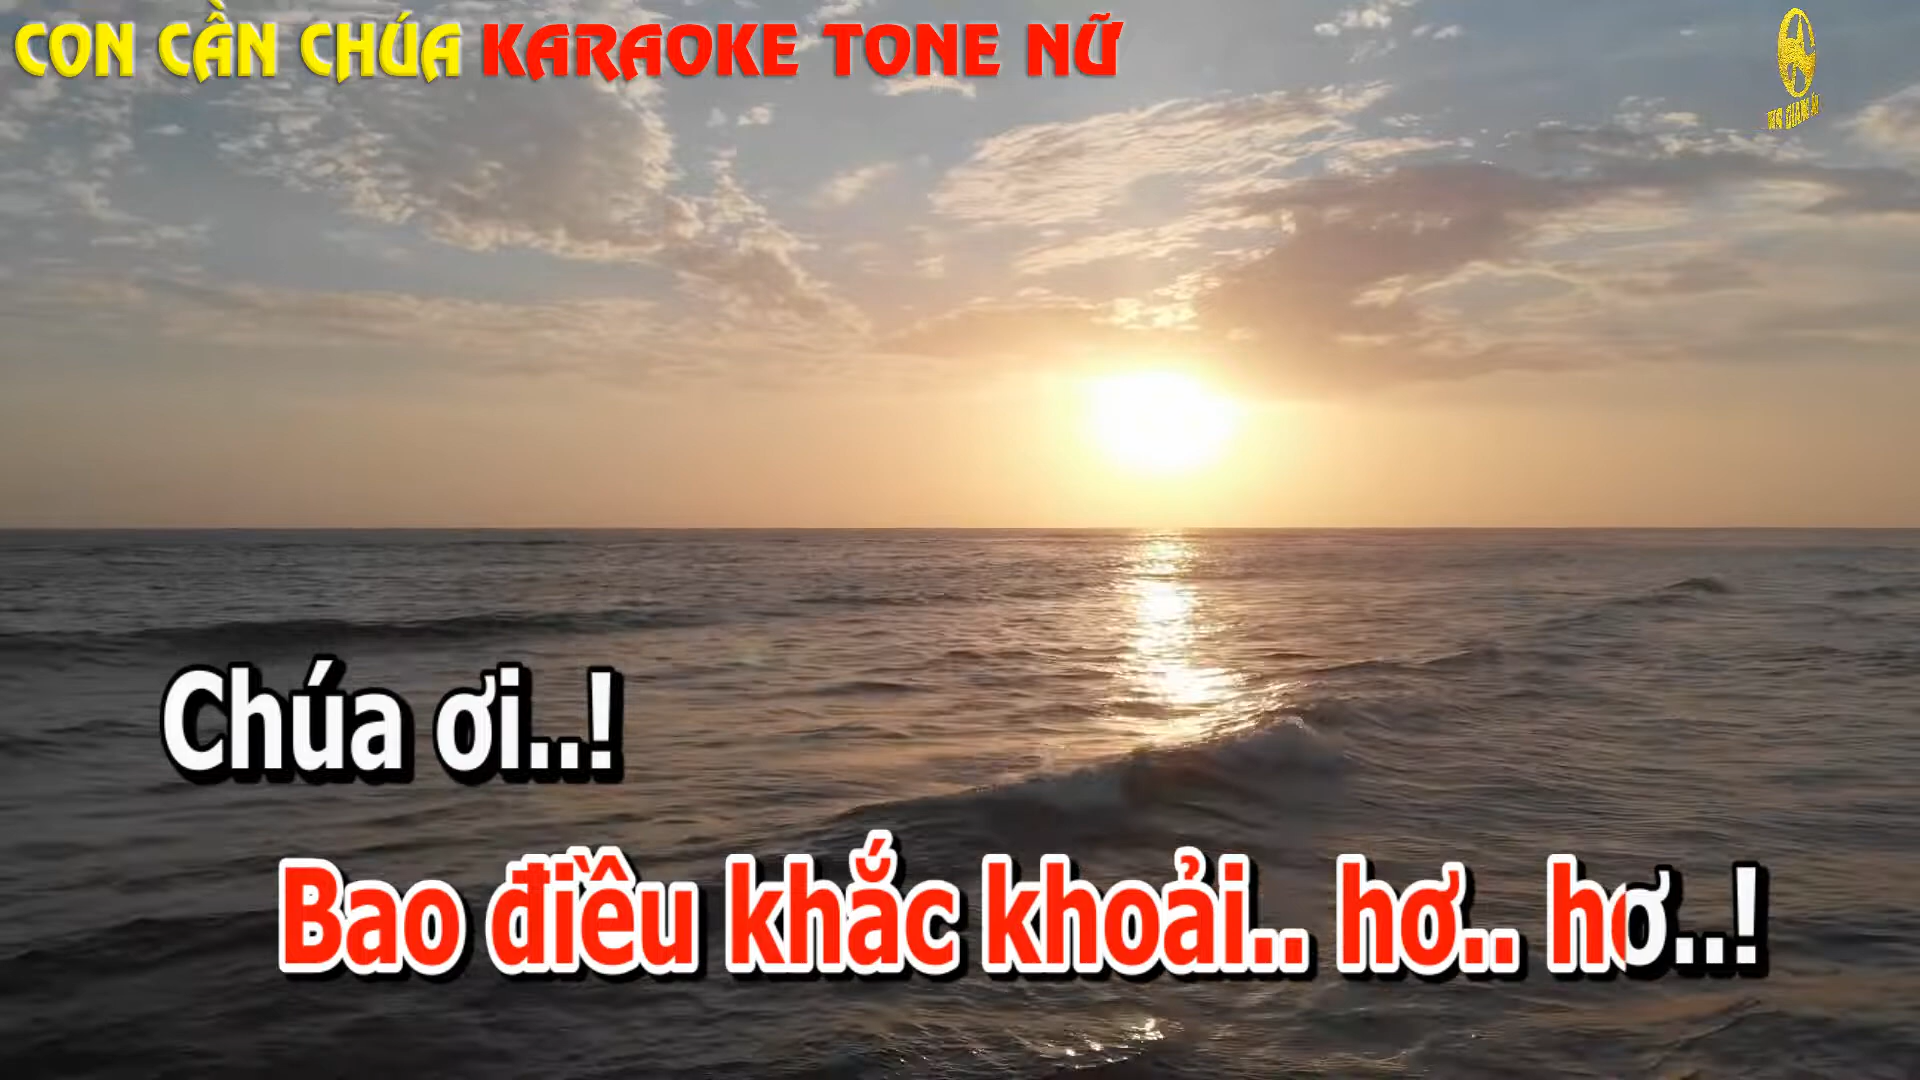 CON CẦN CHÚA KARAOKE TONE NỮ
Chúa ơi..!
Bao điều khắc khoải.. hơ.. hơ..!